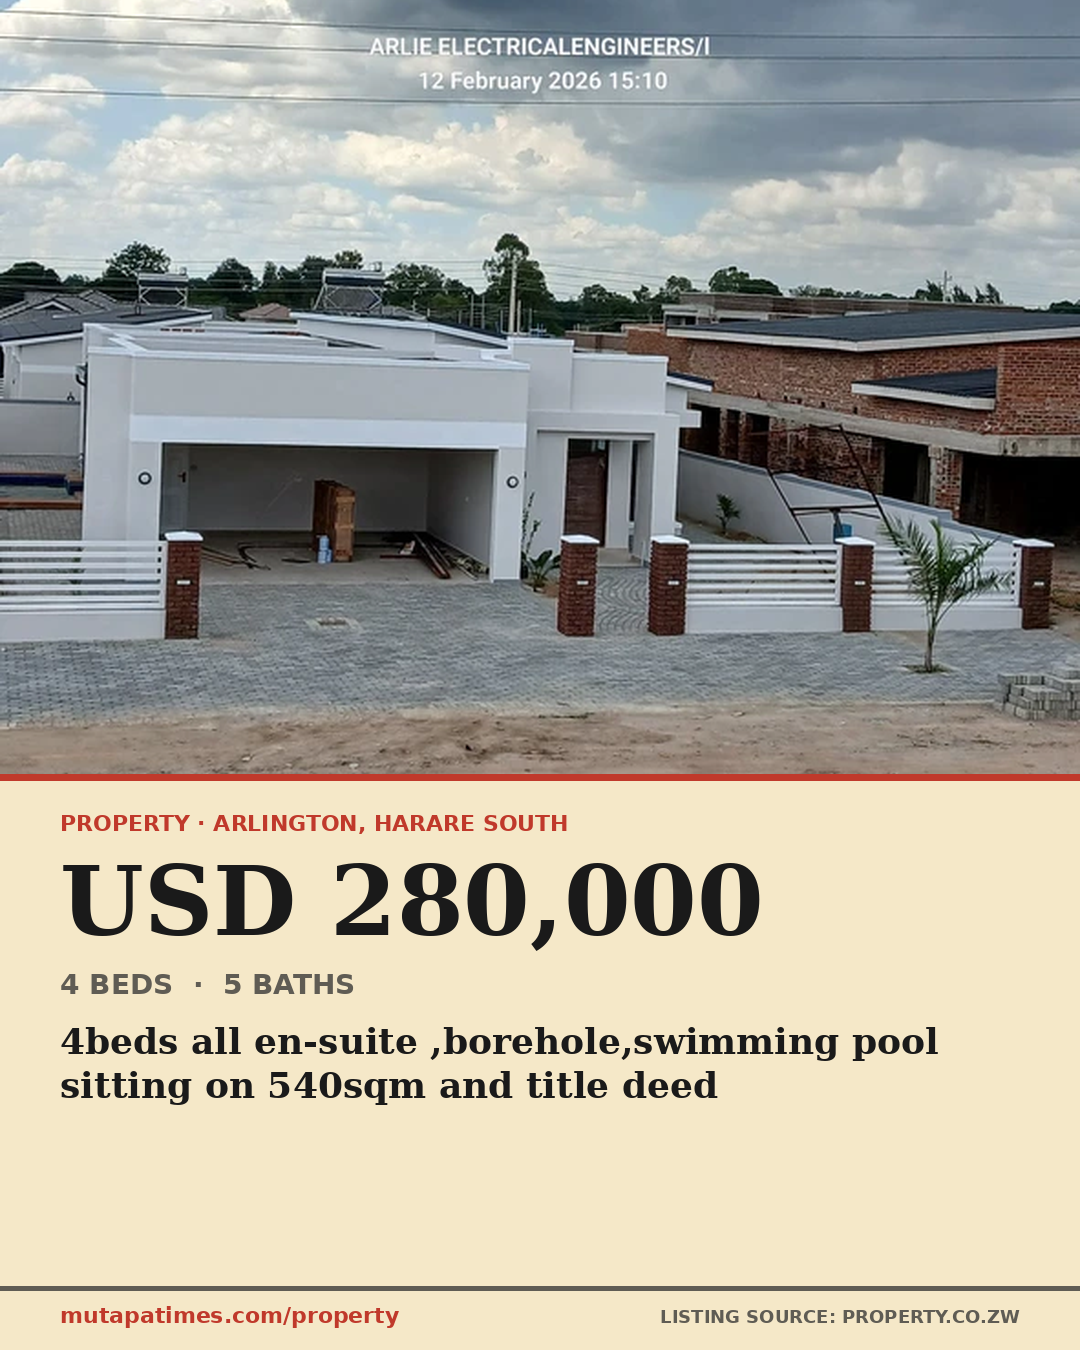 ARLIE ELECTRICALENGINEERS/I
12 February 2026 15:10
PROPERTY · ARLINGTON, HARARE SOUTH
USD 280,000
4 BEDS · 5 BATHS
4beds all en-suite ,borehole,swimming pool
sitting on 540sqm and title deed
mutapatimes.com/property
LISTING SOURCE: PROPERTY.CO.ZW